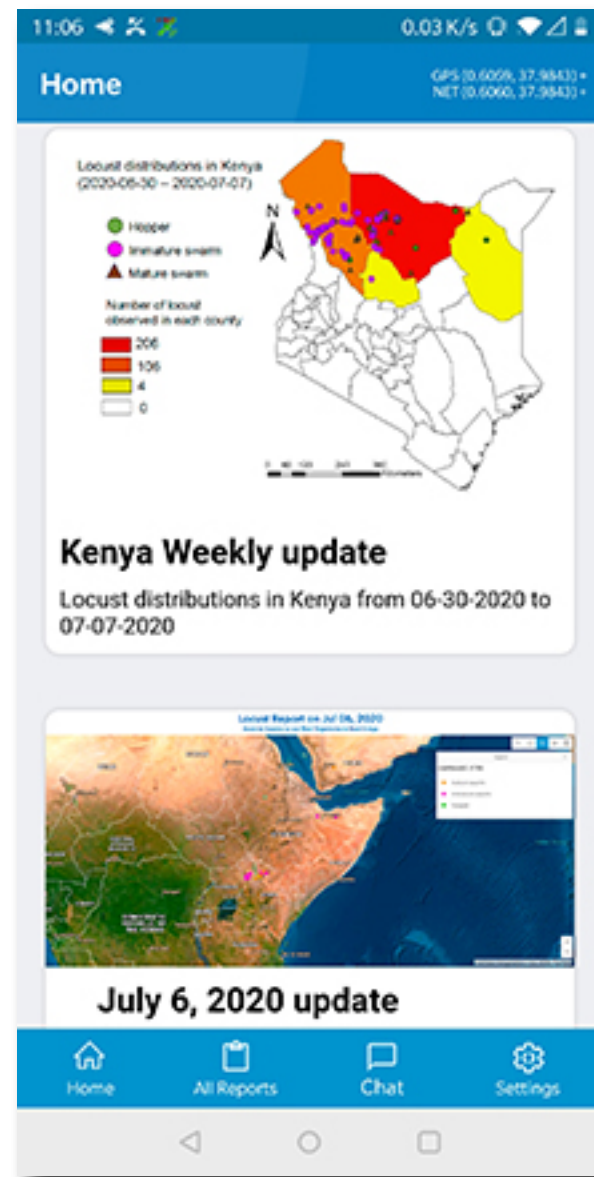 11:06
0.03 K/s
Home
GPS (0.6059, 37.9843)
NET (0.6060, 37.9843)
Locust distributions in Kenya
(2020-06-30 – 2020-07-07)
N
Hopper
Immature swarm
Mature swarm
Number of locust
observed in each county
206
106
4
0
Kenya Weekly update
Locust distributions in Kenya from 06-30-2020 to
07-07-2020
Locust Report on Jul 06, 2020
July 6, 2020 update
Home
All Reports
Chat
Settings